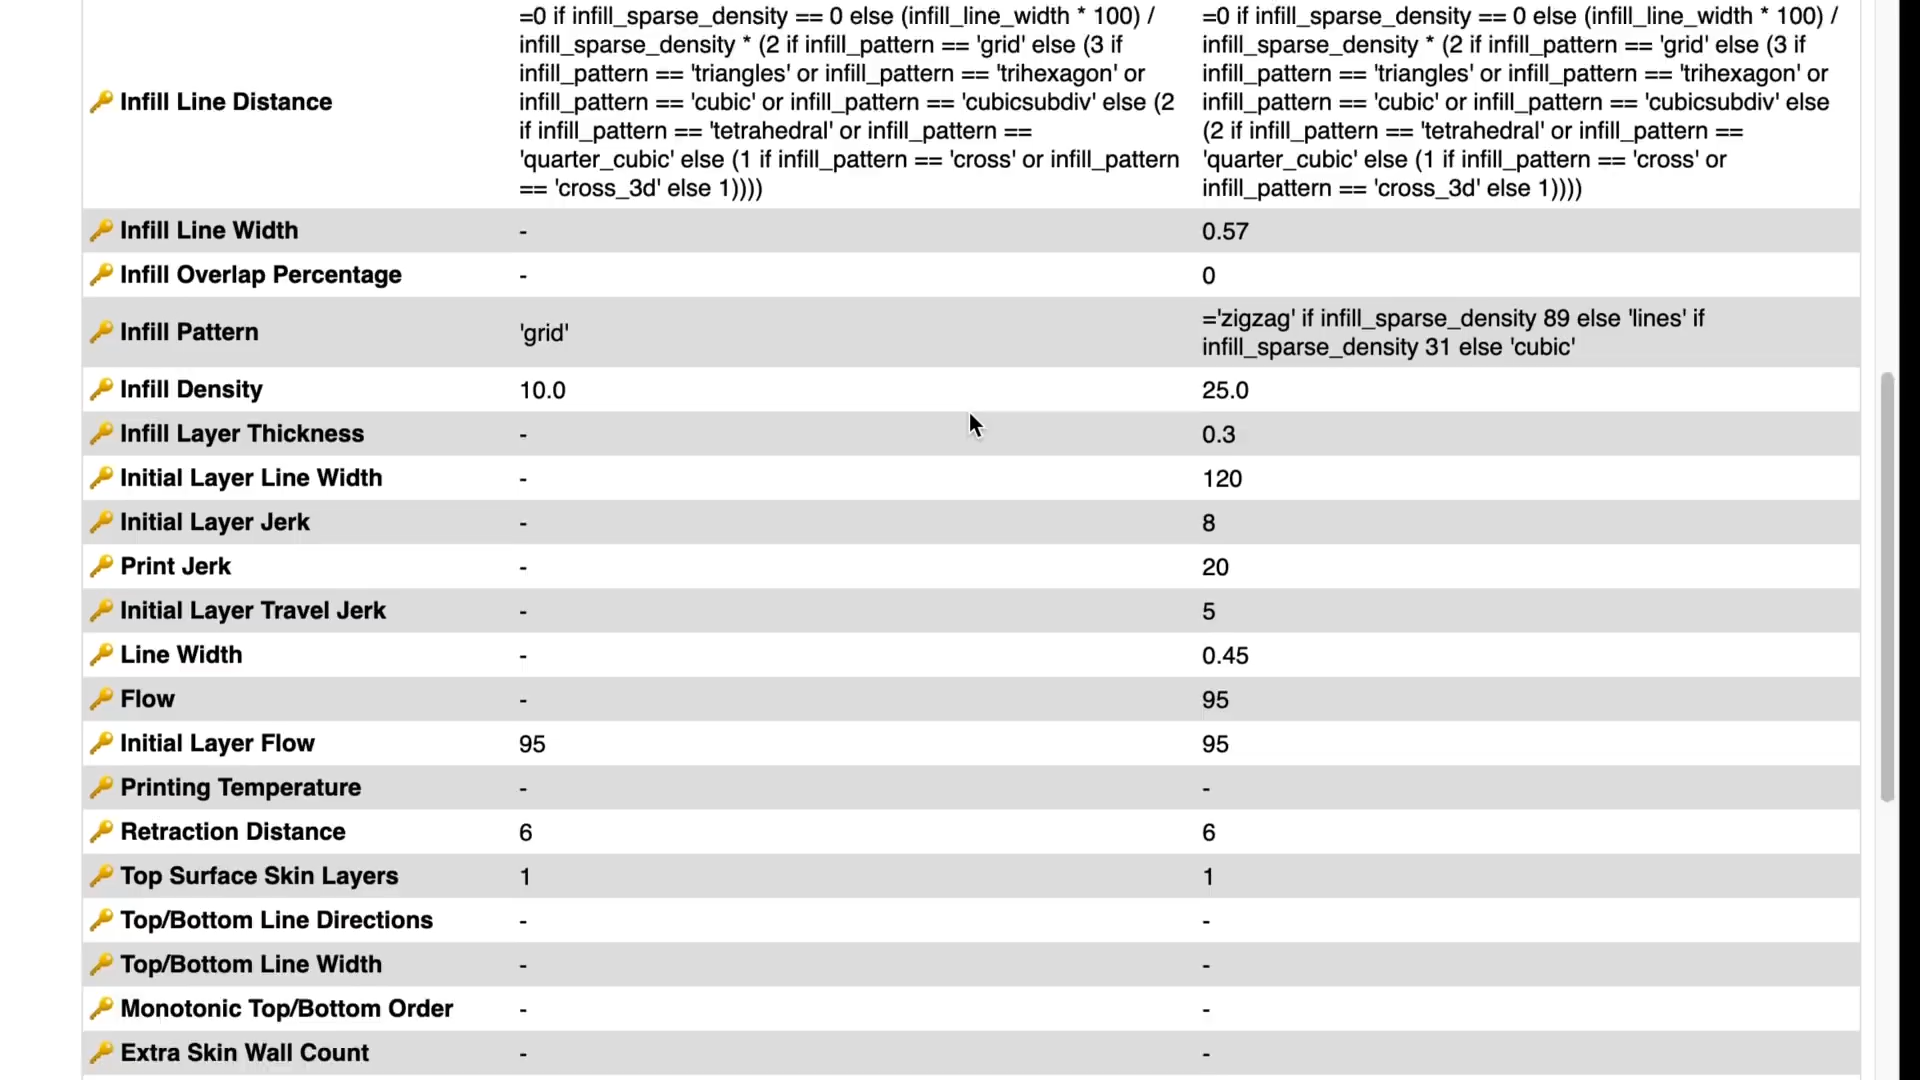 =0 if infill_sparse_density == 0 else (infill_line_width * 100) / =0 if infill_sparse_density == 0 else (infill_line_width * 100) /
infill_sparse_density * (2 if infill_pattern == 'grid' else (3 if infill_sparse_density * (2 if infill_pattern == 'grid' else (3 if
infill_pattern == 'triangles' or infill_pattern == 'trihexagon' or infill_pattern == 'triangles' or infill_pattern == 'trihexagon' or
Infill Line Distance infill_pattern == 'cubic' or infill_pattern == 'cubicsubdiv' else (2 infill_pattern == 'cubic' or infill_pattern == 'cubicsubdiv' else
if infill_pattern == 'tetrahedral' or infill_pattern == (2 if infill_pattern == 'tetrahedral' or infill_pattern ==
'quarter_cubic' else (1 if infill_pattern == 'cross' or infill_pattern 'quarter_cubic' else (1 if infill_pattern == 'cross' or
== 'cross_3d' else 1)))) infill_pattern == 'cross_3d' else 1))))
Infill Line Width - 0.57
Infill Overlap Percentage - 0
='zigzag' if infill_sparse_density 89 else 'lines' if
Infill Pattern 'grid'
infill_sparse_density 31 else 'cubic'
Infill Density 10.0 25.0
Infill Layer Thickness - 0.3
Initial Layer Line Width - 120
Initial Layer Jerk - 8
Print Jerk - 20
Initial Layer Travel Jerk - 5
Line Width - 0.45
Flow - 95
Initial Layer Flow 95 95
Printing Temperature - -
Retraction Distance 6 6
Top Surface Skin Layers 1 1
Top/Bottom Line Directions - -
Top/Bottom Line Width - -
Monotonic Top/Bottom Order - -
Extra Skin Wall Count - -